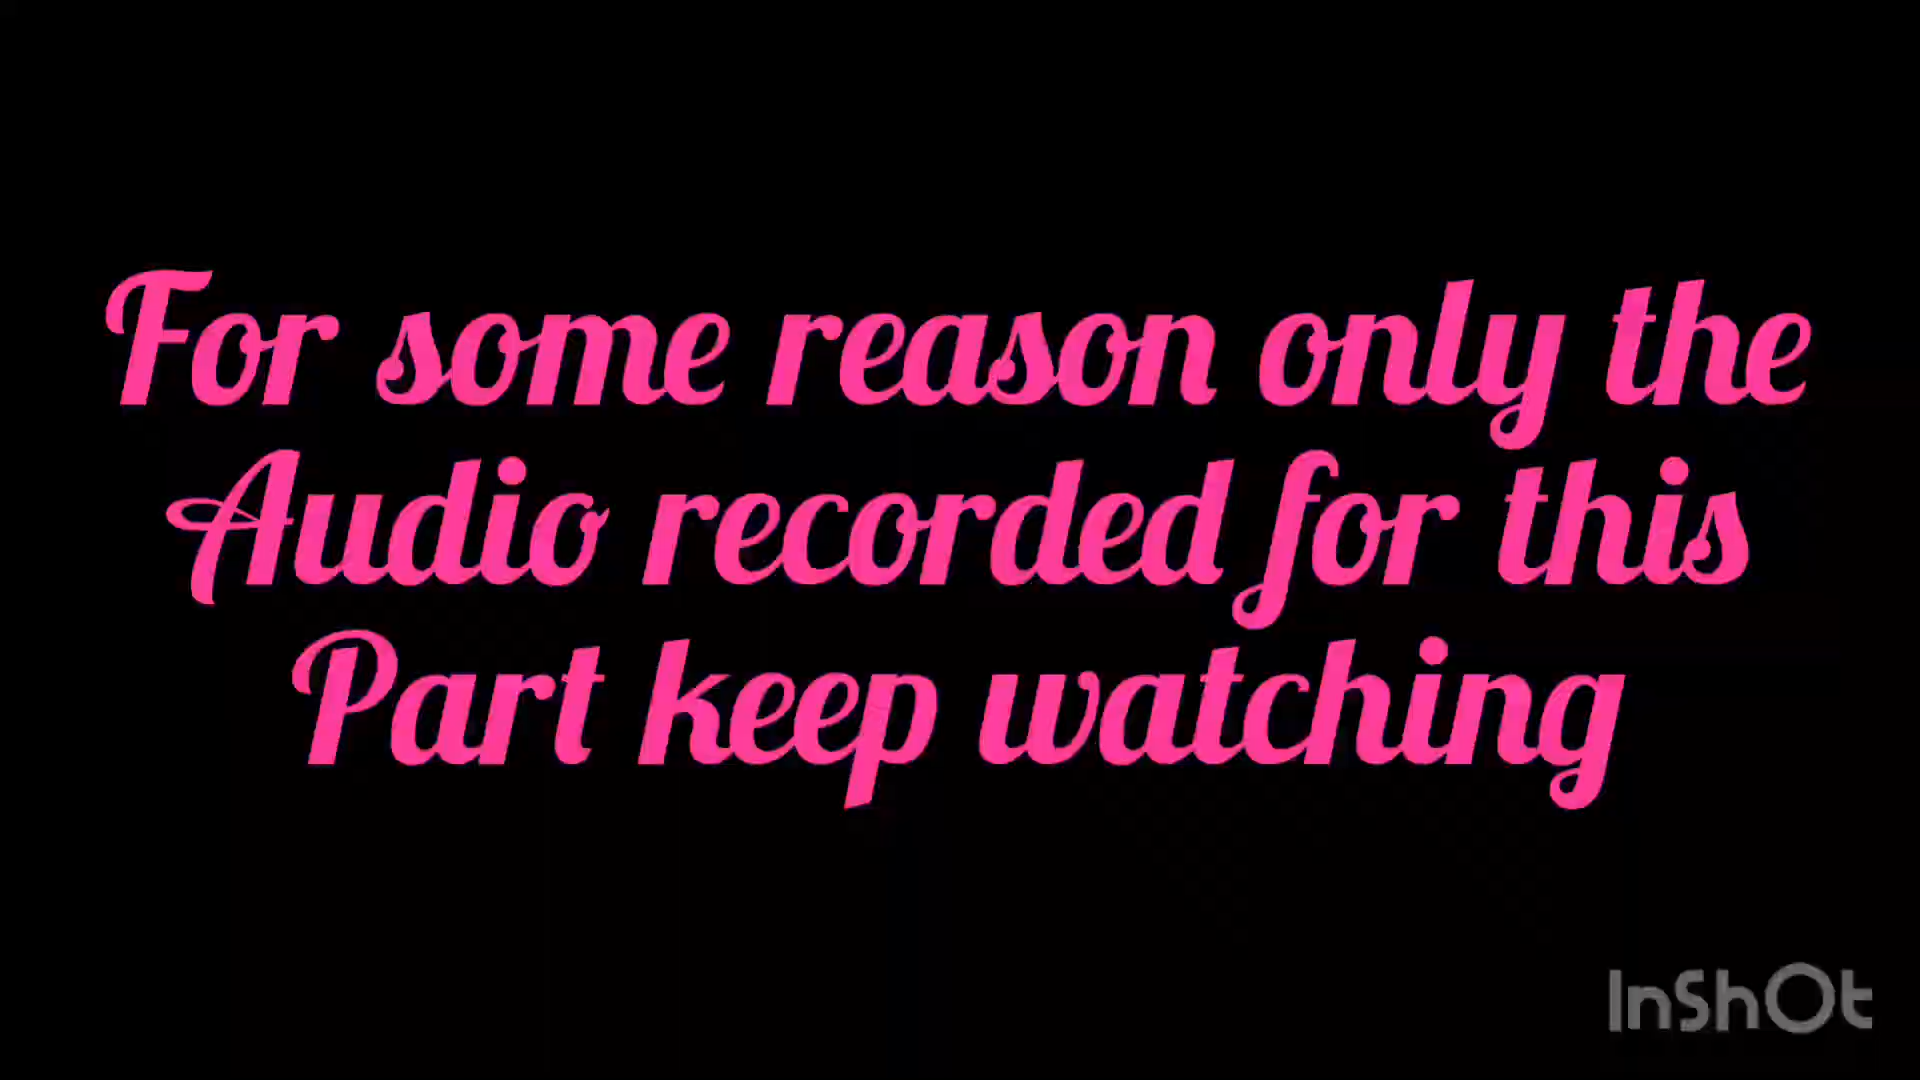 For some reason only the
Audio recorded for this
Part keep watching
InShOt